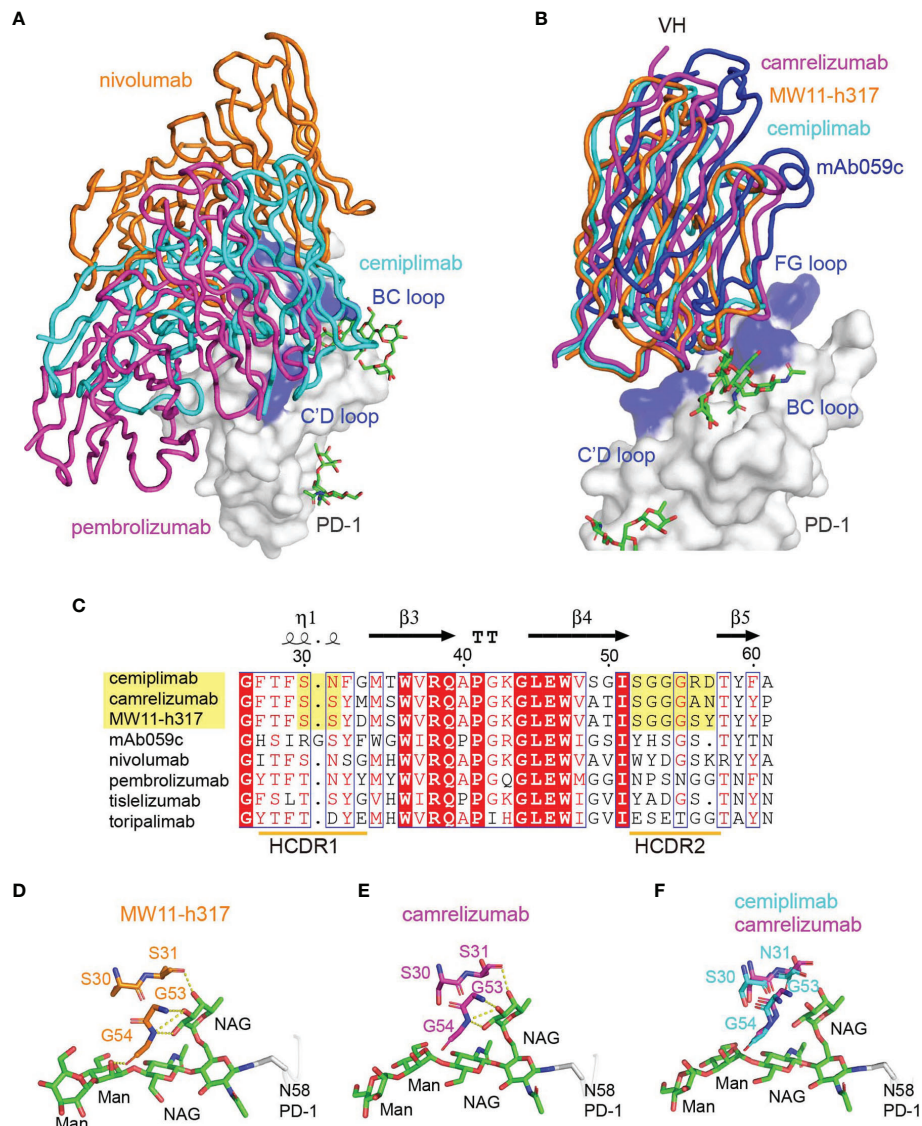 A
nivolumab
cemiplimab
BC loop
C'D loop
pembrolizumab
PD-1
B
VH
camrelizumab
MW11-h317
cemiplimab
mAb059c
FG loop
BC loop
C'D loop
PD-1
C
η1 β3 TT β4 β5
30 40 50 60
cemiplimab GFTFS.NFGMTWVRQAPGKGLEWVSGISGGGRDTYFA
camrelizumab GFTFS.SYMMSWVRQAPGKGLEWVATISGGGANTYYP
MW11-h317 GFTFS.SYDMSWVRQAPGKGLEWVATISGGGSYTYYP
mAb059c GHSIRGSYFWGWIRQPPGRGLEWIGSIYHSGS.TYTN
nivolumab GITFS.NSGMHWVRQAPGKGLEWVAVIWYDGSKRYYA
pembrolizumab GYTFT.NYYMYWVRQAPGQGLEWMGGINPSNGGTNFN
tislelizumab GFSLT.SYGVHWIRQPPGKGLEWIGVIYADGS.TNYN
toripalimab GYTFT.DYEMHWVRQAPIHGLEWIGVIESETGGTAYN
HCDR1 HCDR2
D
MW11-h317
S31
S30
G53
G54
NAG
Man
Man
NAG
N58
PD-1
E
camrelizumab
S31
S30
G53
G54
NAG
Man
Man
NAG
N58
PD-1
F
cemiplimab
camrelizumab
N31
S30
G53
G54
NAG
Man
Man
NAG
N58
PD-1